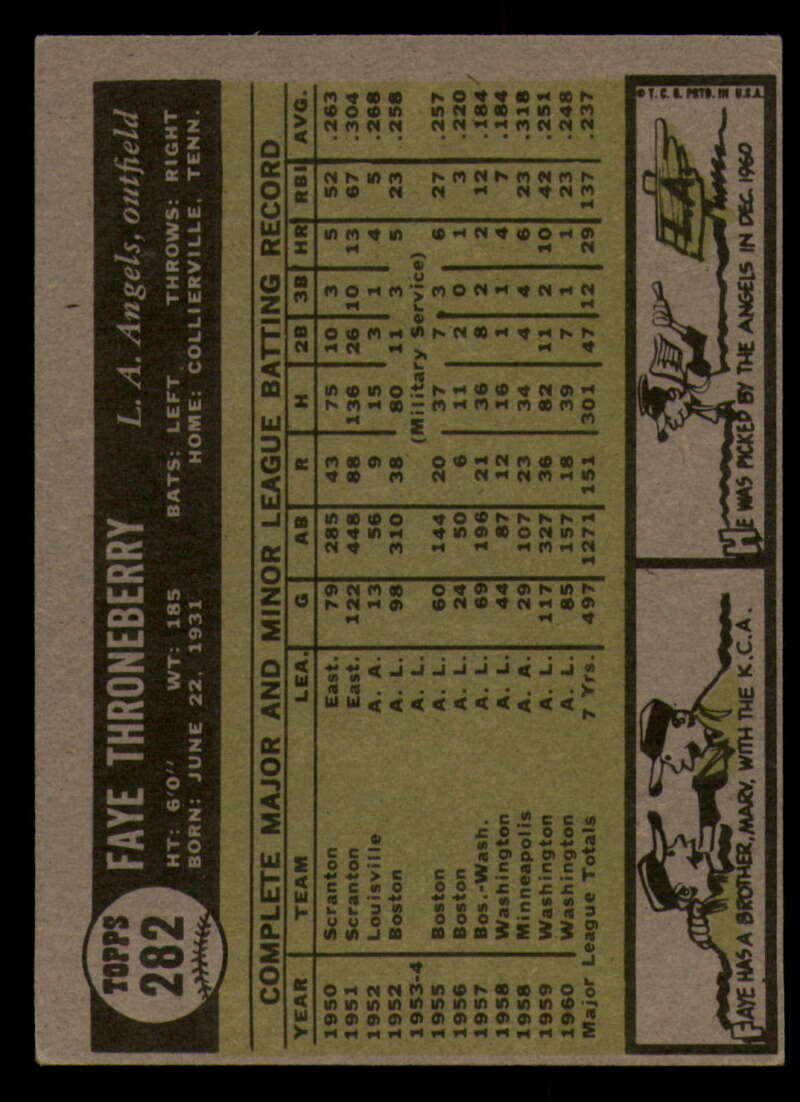 TOPPS
282
FAYE THRONEBERRY L. A. Angels, outfield
HT: 6'0" WT: 185 BATS: LEFT THROWS: RIGHT
BORN: JUNE 22, 1931 HOME: COLLIERVILLE, TENN.
COMPLETE MAJOR AND MINOR LEAGUE BATTING RECORD
YEAR TEAM LEA. G AB R H 2B 3B HR RBI AVG.
1950 Scranton East. 79 285 43 75 10 3 5 52 .263
1951 Scranton East. 122 448 88 136 26 10 13 67 .304
1952 Louisville A. A. 13 56 9 15 3 1 4 5 .268
1952 Boston A. L. 98 310 38 80 11 3 5 23 .258
1953-4 A. L. (Military Service)
1955 Boston A. L. 60 144 20 37 7 3 6 27 .257
1956 Boston A. L. 24 50 6 11 2 0 1 3 .220
1957 Bos.-Wash. A. L. 69 196 21 36 8 2 2 12 .184
1958 Washington A. L. 44 87 12 16 1 1 4 7 .184
1958 Minneapolis A. A. 29 107 23 34 4 4 6 23 .318
1959 Washington A. L. 117 327 36 82 11 2 10 42 .251
1960 Washington A. L. 85 157 18 39 7 1 1 23 .248
Major League Totals 7 Yrs. 497 1271 151 301 47 12 29 137 .237
© T. C. G. PRTD. IN U.S.A.
L.A.
FAYE HAS A BROTHER, MARV, WITH THE K.C.A.
HE WAS PICKED BY THE ANGELS IN DEC. 1960